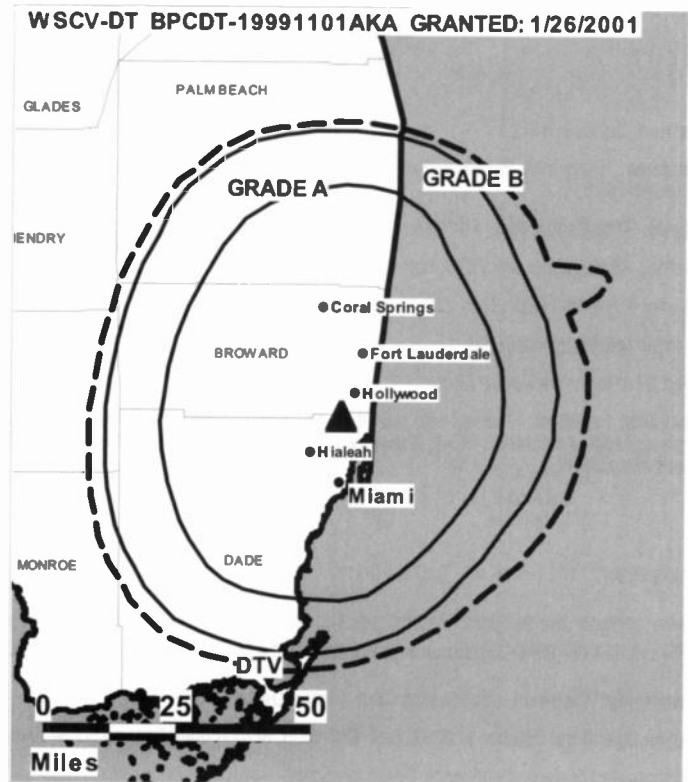 WSCV-DT BPCDT-19991101AKA GRANTED: 1/26/2001
PALM BEACH
GLADES
GRADE A
GRADE B
IENDRY
Coral Springs
BROWARD
Fort Lauderdale
Hollywood
Hialeah
Miami
DADE
MONROE
DTV
0 25 50
Miles